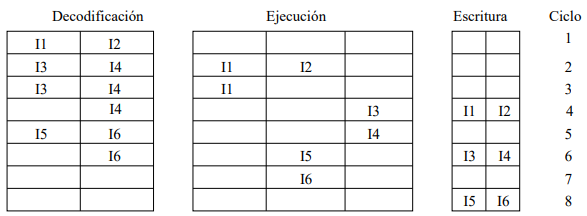 Decodificación Ejecución Escritura Ciclo
I1 I2 1
I3 I4 I1 I2 2
I3 I4 I1 3
I4 I3 I1 I2 4
I5 I6 I4 5
I6 I5 I3 I4 6
I6 7
I5 I6 8